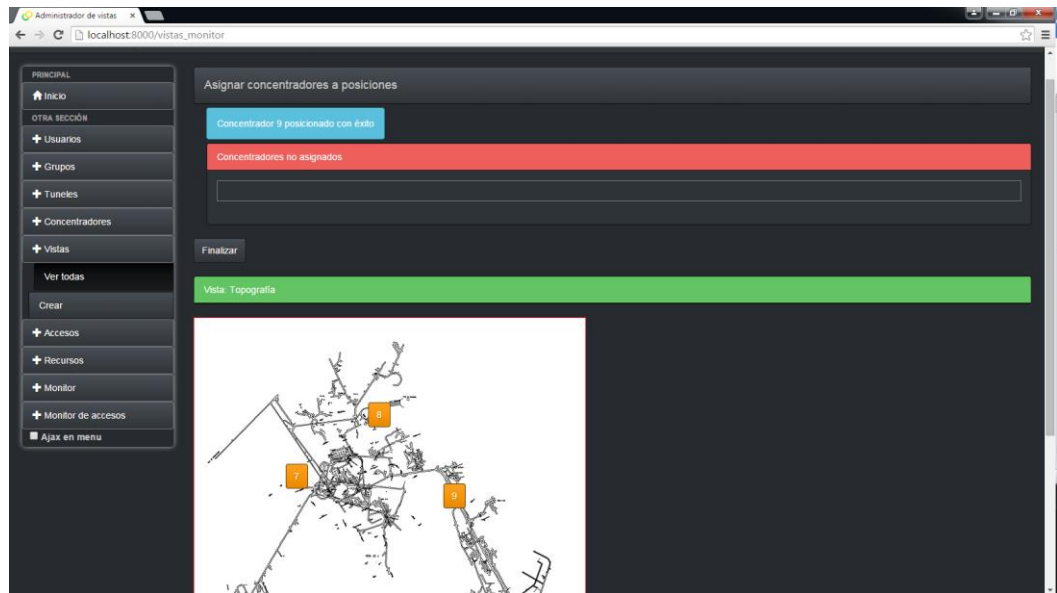 Administrador de vistas
localhost:8000/vistas_monitor
PRINCIPAL
Inicio
OTRA SECCIÓN
Usuarios
Grupos
Tuneles
Concentradores
Vistas
Ver todas
Crear
Accesos
Recursos
Monitor
Monitor de accesos
Ajax en menu
Asignar concentradores a posiciones
Concentrador 9 posicionado con éxito
Concentradores no asignados
Finalizar
Vista: Topografía
8
7
9